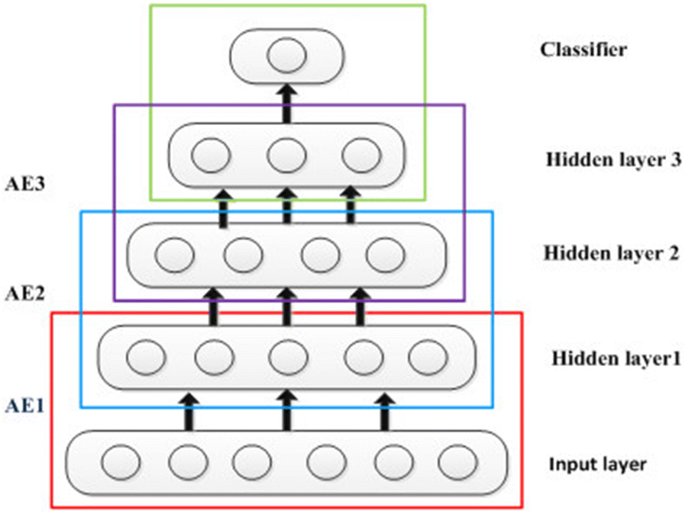 Classifier
Hidden layer 3
AE3
Hidden layer 2
AE2
Hidden layer1
AE1
Input layer